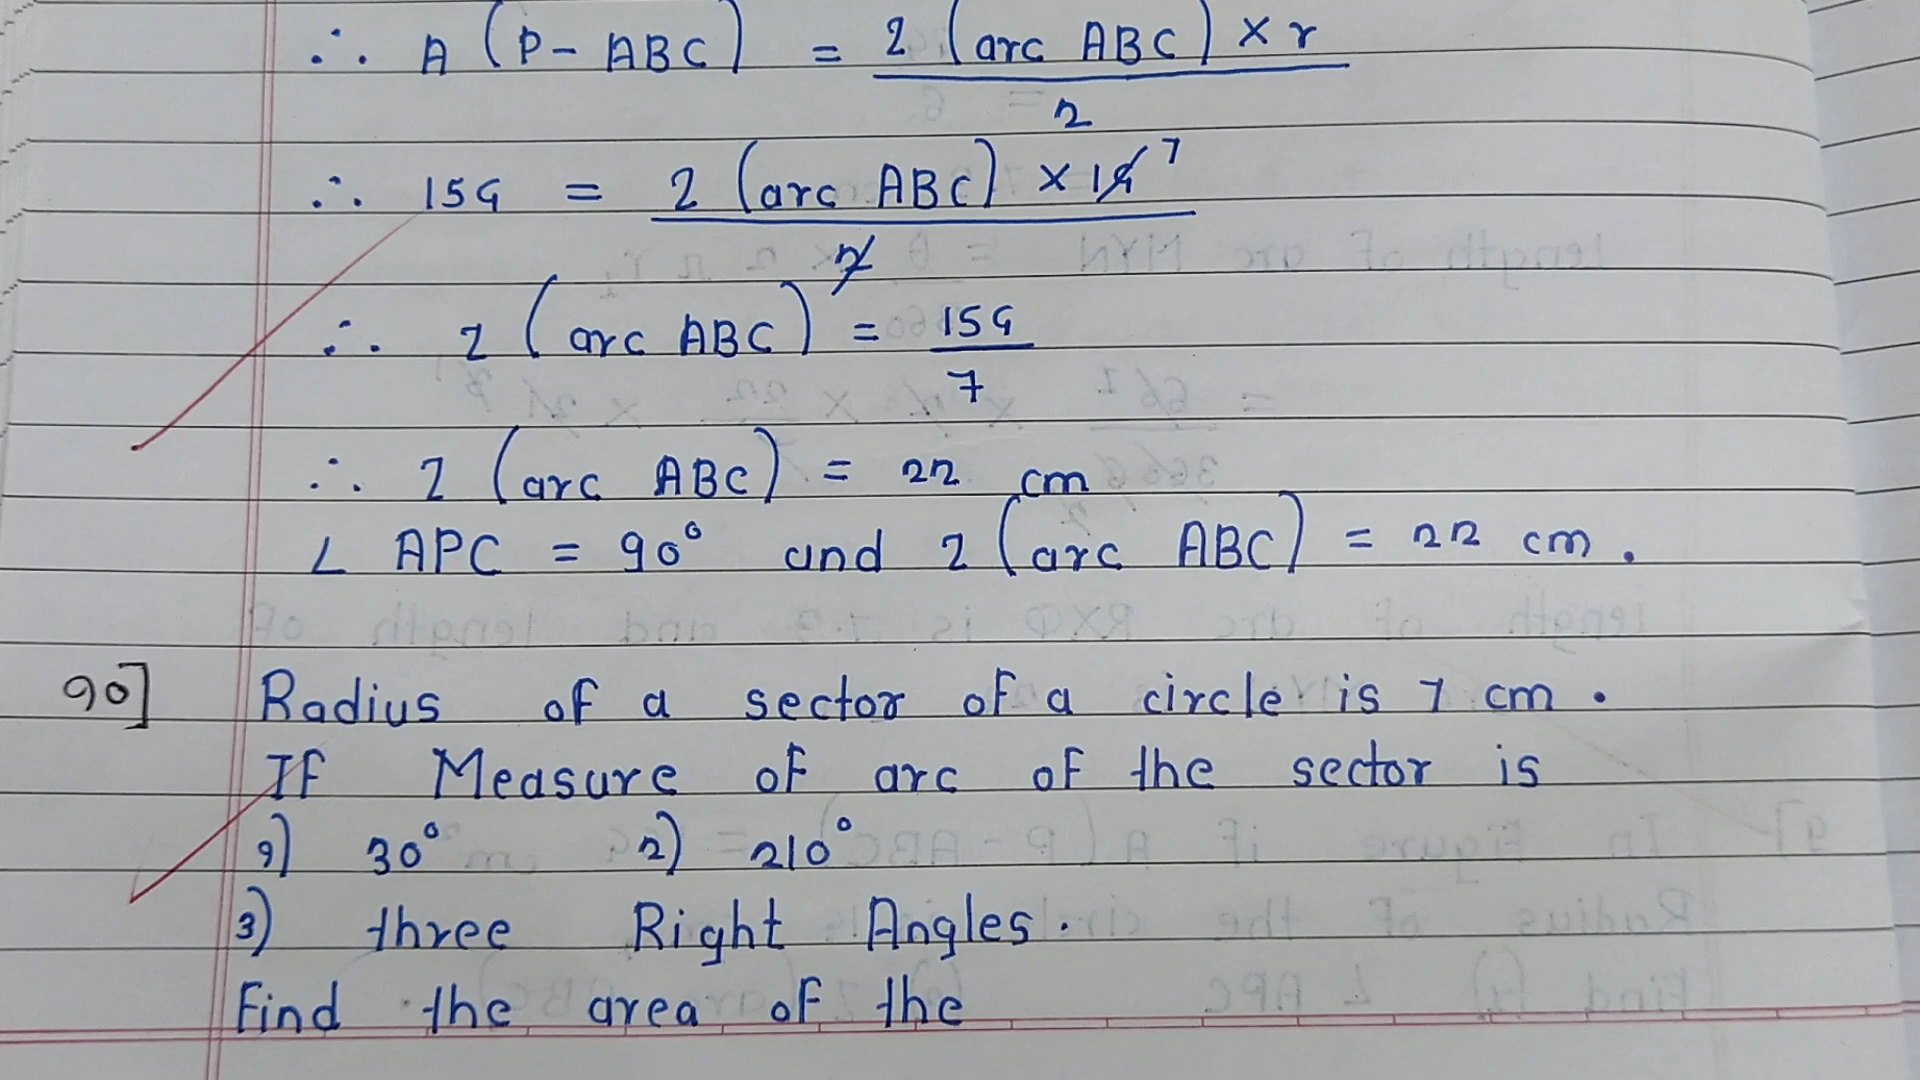 ∴ A (P - ABC) = 2 (arc ABC) × r
2
∴ 154 = 2 (arc ABC) × 14 7
2
∴ 2 (arc ABC) = 154
7
∴ 2 (arc ABC) = 22 cm
∠ APC = 90° and 2 (arc ABC) = 22 cm.
90] Radius of a sector of a circle is 7 cm.
If Measure of arc of the sector is
9) 30° 2) 210°
3) three Right Angles.
Find the area of the